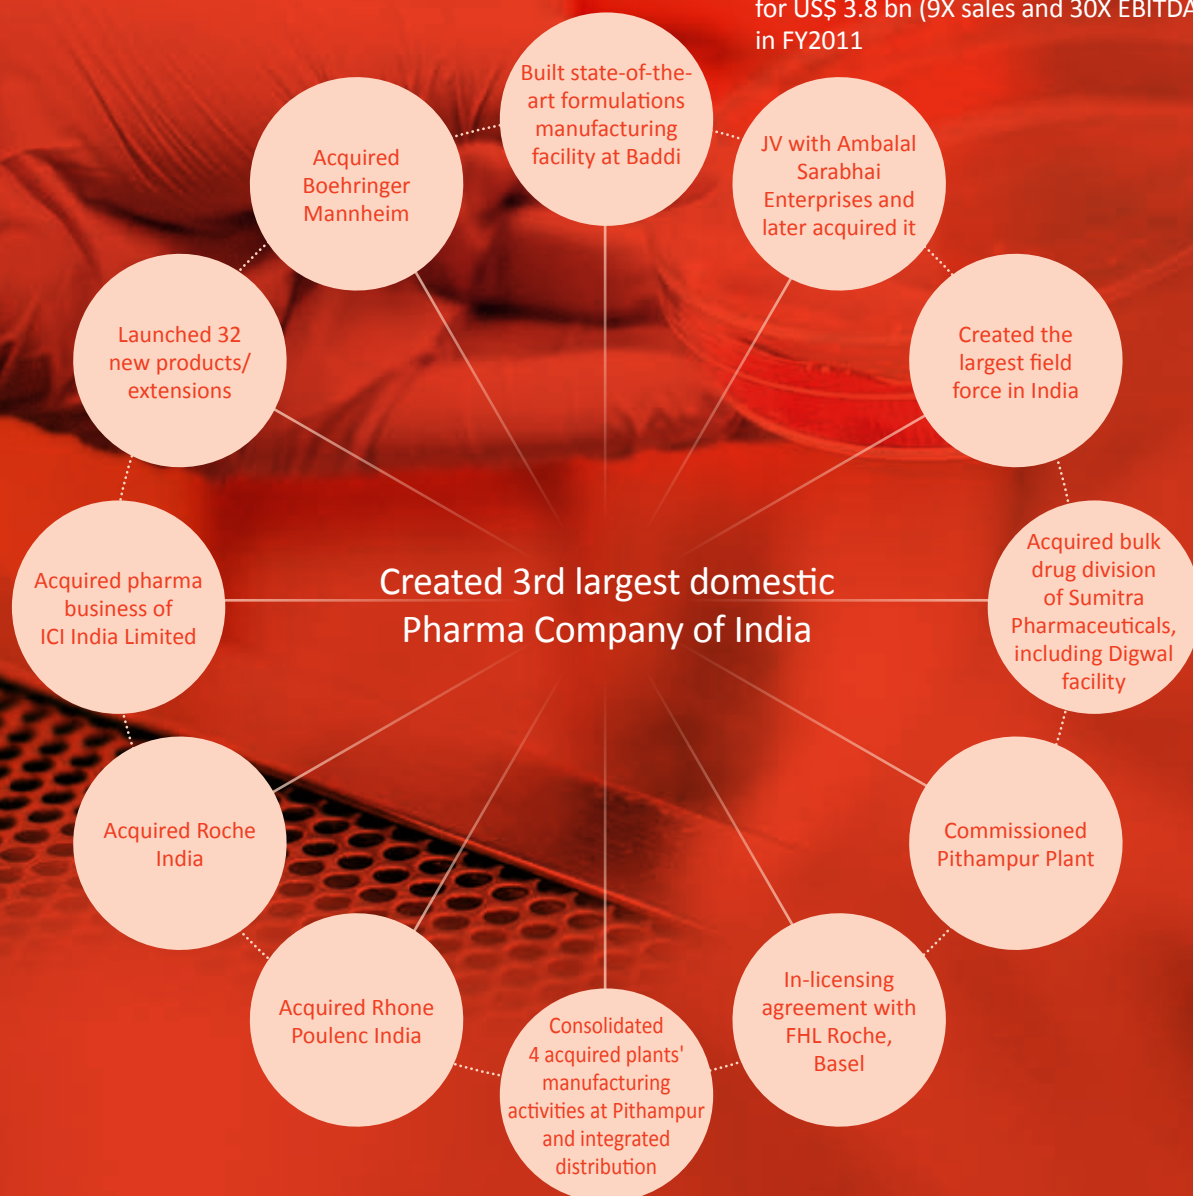 for US$ 3.8 bn (9X sales and 30X EBITDA
in FY2011
Built state-of-the-
art formulations
manufacturing
facility at Baddi
JV with Ambalal
Sarabhai
Enterprises and
later acquired it
Created the
largest field
force in India
Acquired bulk
drug division
of Sumitra
Pharmaceuticals,
including Digwal
facility
Commissioned
Pithampur Plant
In-licensing
agreement with
FHL Roche,
Basel
Consolidated
4 acquired plants'
manufacturing
activities at Pithampur
and integrated
distribution
Acquired Rhone
Poulenc India
Acquired Roche
India
Acquired pharma
business of
ICI India Limited
Launched 32
new products/
extensions
Acquired
Boehringer
Mannheim
Created 3rd largest domestic
Pharma Company of India